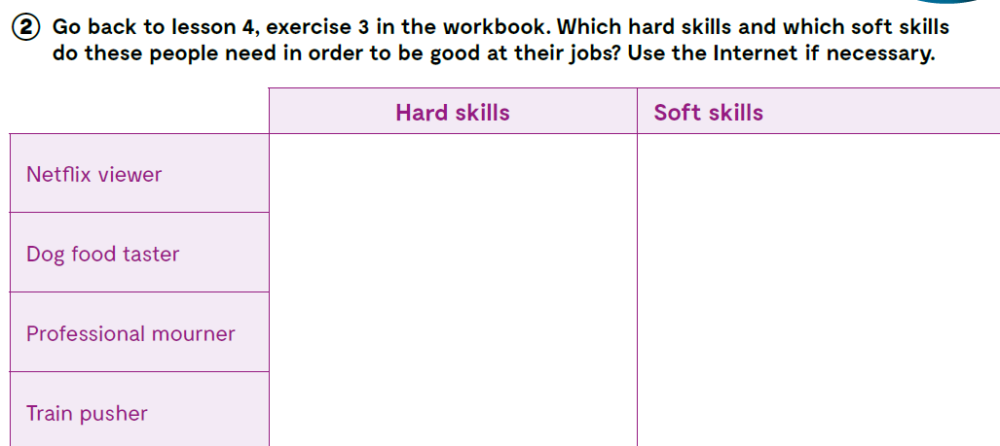 2 Go back to lesson 4, exercise 3 in the workbook. Which hard skills and which soft skills
do these people need in order to be good at their jobs? Use the Internet if necessary.
Hard skills Soft skills
Netflix viewer
Dog food taster
Professional mourner
Train pusher